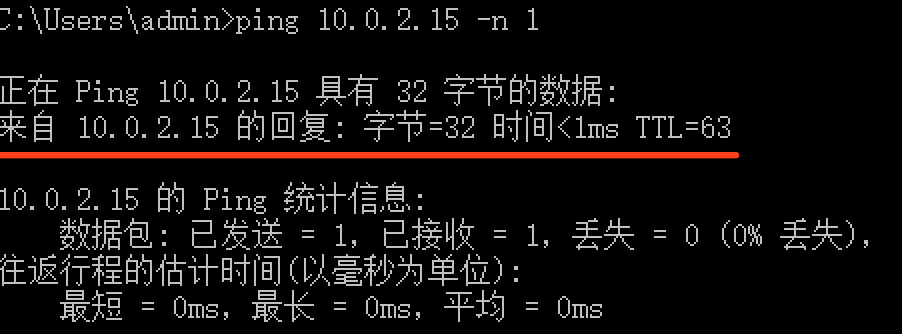 C:\Users\admin>ping 10.0.2.15 -n 1
正在 Ping 10.0.2.15 具有 32 字节的数据:
来自 10.0.2.15 的回复: 字节=32 时间<1ms TTL=63
10.0.2.15 的 Ping 统计信息:
数据包: 已发送 = 1，已接收 = 1，丢失 = 0 (0% 丢失)，
往返行程的估计时间(以毫秒为单位):
最短 = 0ms，最长 = 0ms，平均 = 0ms